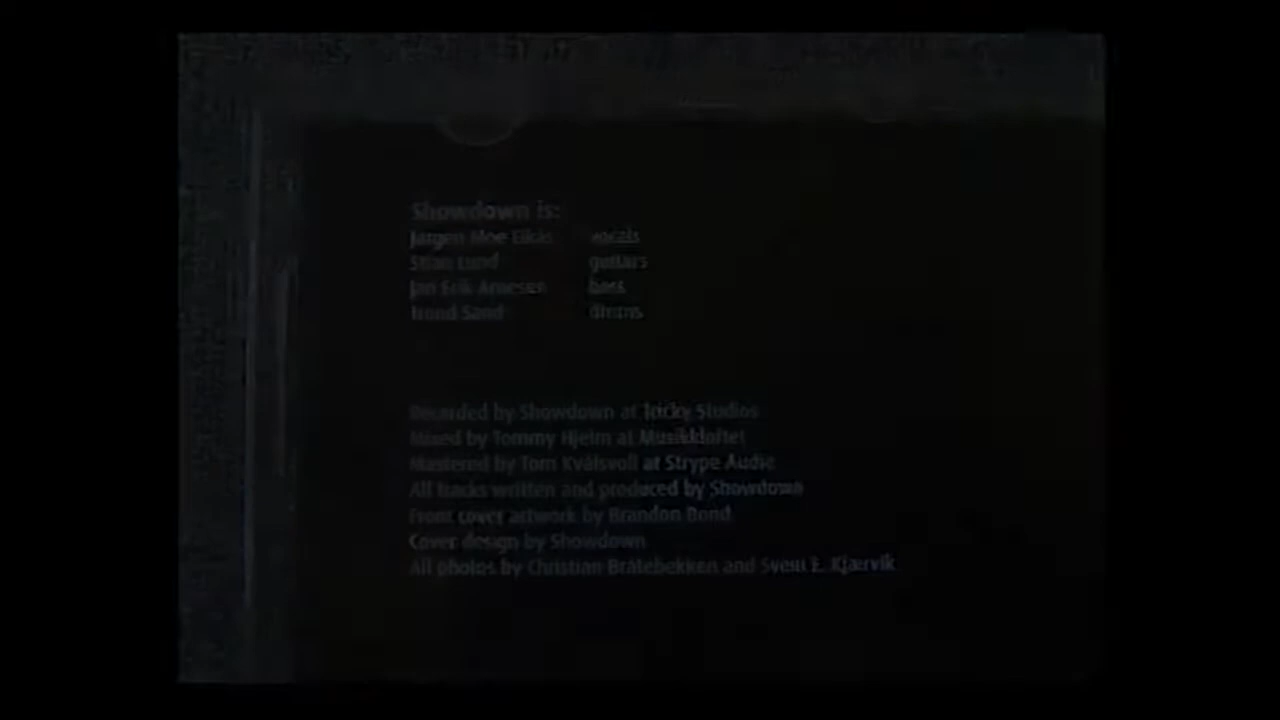 Showdown is:
Jørgen Moe Eikås vocals
Stian Lund guitars
Jan Erik Arnesen bass
Trond Sand drums
Recorded by Showdown at Tricky Studios
Mixed by Tommy Hjelm at Musikkloftet
Mastered by Tom Kvålsvoll at Strype Audio
All tracks written and produced by Showdown
Front cover artwork by Brandon Bond
Cover design by Showdown
All photos by Christian Bråtebekken and Svein E. Kjærvik